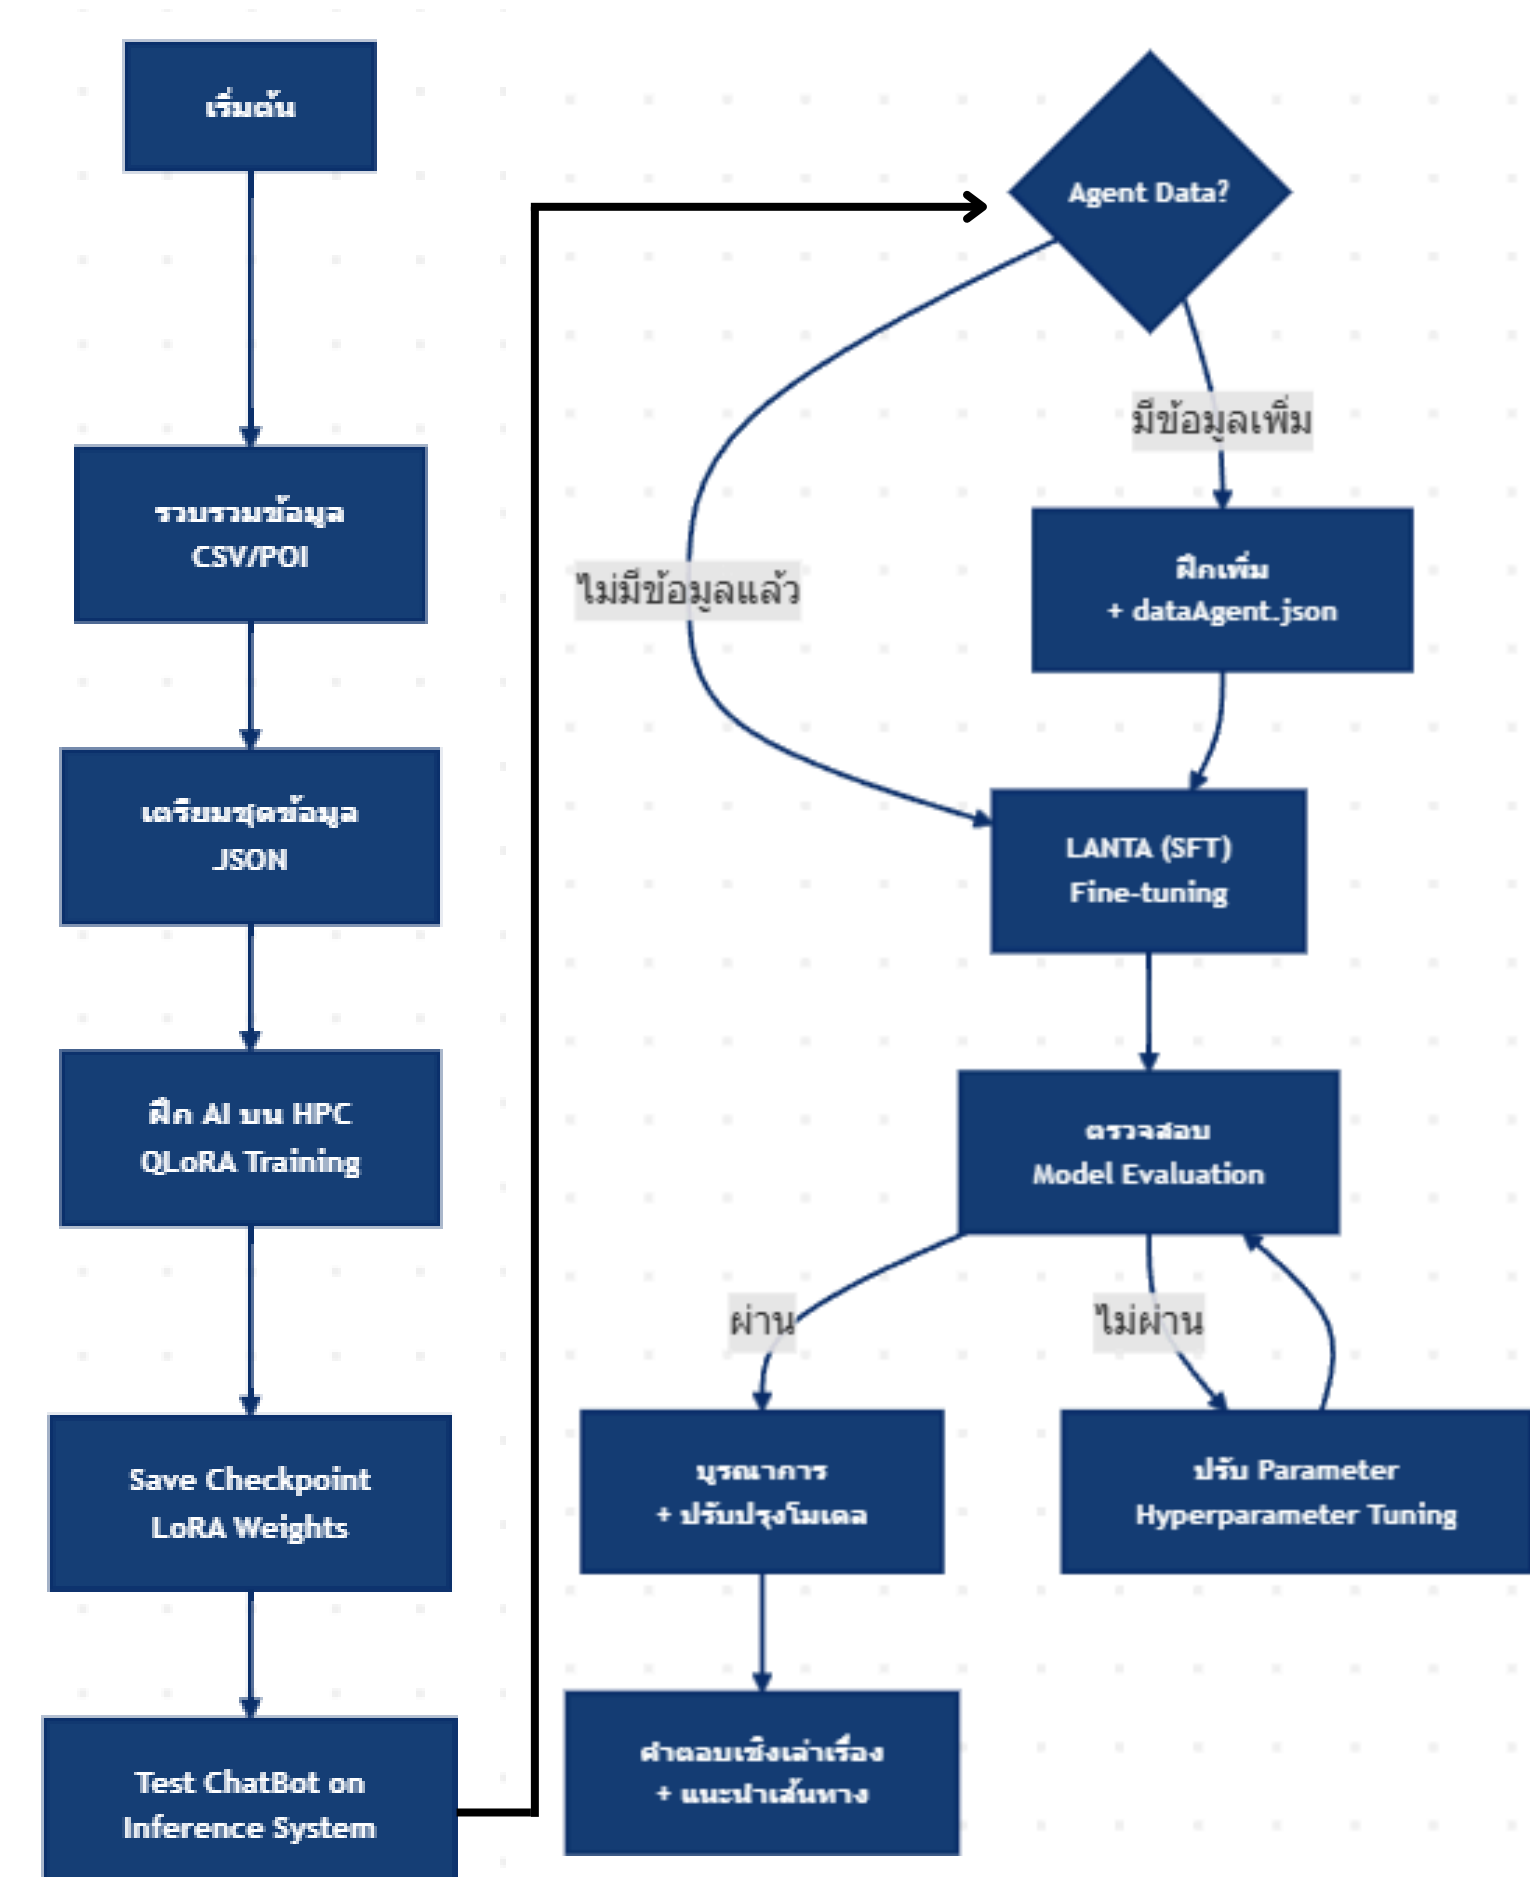 เริ่มต้น
รวบรวมข้อมูล
CSV/POI
เตรียมชุดข้อมูล
JSON
ฝึก AI บน HPC
QLoRA Training
Save Checkpoint
LoRA Weights
Test ChatBot on
Inference System
Agent Data?
มีข้อมูลเพิ่ม
ไม่มีข้อมูลแล้ว
ฝึกเพิ่ม
+ dataAgent.json
LANTA (SFT)
Fine-tuning
ตรวจสอบ
Model Evaluation
ผ่าน
ไม่ผ่าน
บูรณาการ
+ ปรับปรุงโมเดล
ปรับ Parameter
Hyperparameter Tuning
คำตอบเชิงเล่าเรื่อง
+ แนะนำเส้นทาง